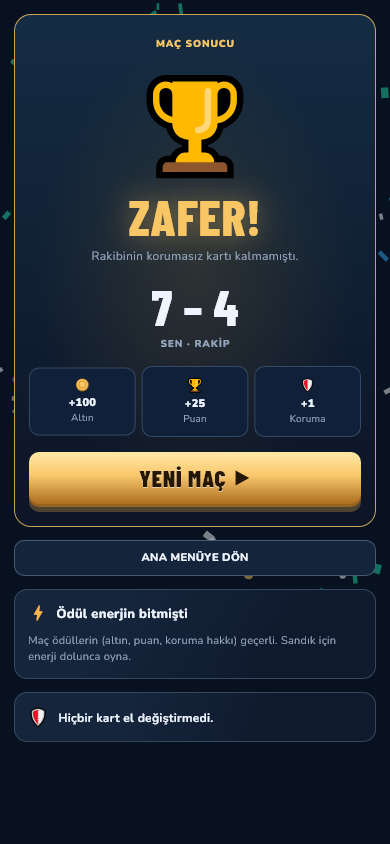 MAÇ SONUCU
ZAFER!
Rakibinin korumasız kartı kalmamıştı.
7 – 4
SEN · RAKİP
+100
Altın
+25
Puan
+1
Koruma
YENİ MAÇ ▶
ANA MENÜYE DÖN
Ödül enerjin bitmişti
Maç ödüllerin (altın, puan, koruma hakkı) geçerli. Sandık için
enerji dolunca oyna.
Hiçbir kart el değiştirmedi.